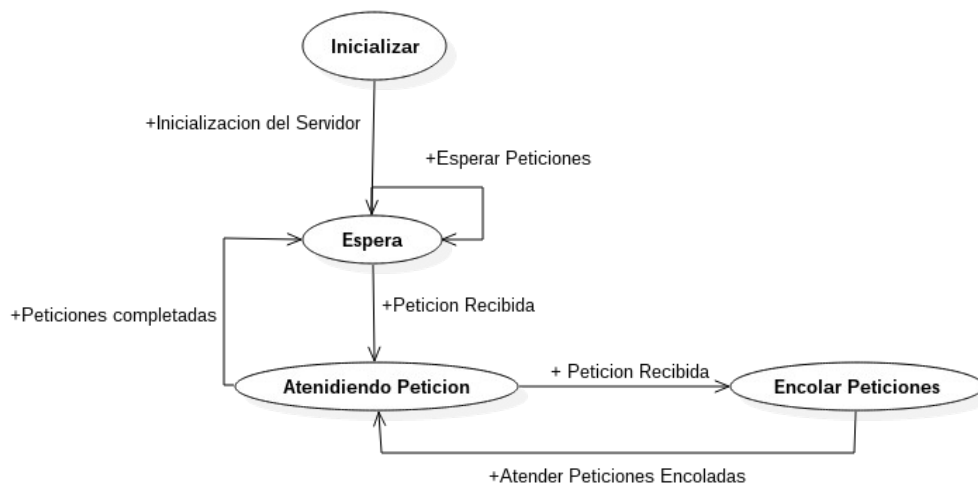 Inicializar
+Inicializacion del Servidor
+Esperar Peticiones
Espera
+Peticiones completadas
+Peticion Recibida
Atenidiendo Peticion
+ Peticion Recibida
Encolar Peticiones
+Atender Peticiones Encoladas